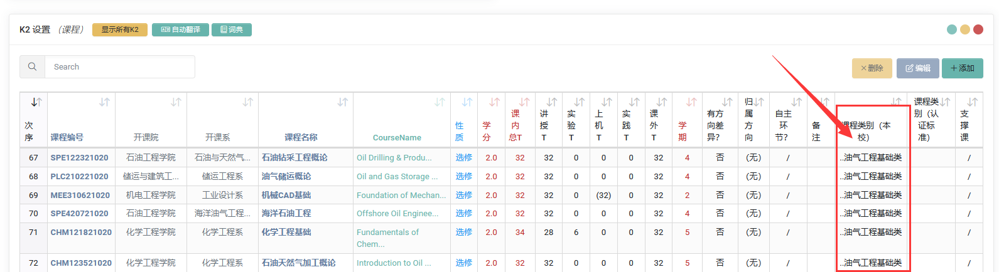 K2 设置 （课程） 显示所有K2 自动翻译 词典
Search ×删除 编辑 +添加
次序 课程编号 开课院 开课系 课程名称 CourseName 性质 学分 课内总T 讲授T 实验T 上机T 实践T 课外T 学期 有方向差异？ 归属方向 自主环节？ 备注 课程类别（本校） 课程类别（认证标准） 支撑课
67 SPE122321020 石油工程学院 石油与天然气... 石油钻采工程概论 Oil Drilling & Produ... 选修 2.0 32 32 0 0 0 32 4 否 (无) / ..油气工程基础类 /
68 PLC210221020 储运与建筑工... 储运工程系 油气储运概论 Oil and Gas Storage ... 选修 2.0 32 32 0 0 0 32 4 否 (无) / ..油气工程基础类 /
69 MEE310621020 机电工程学院 工业设计系 机械CAD基础 Foundation of Mechan... 选修 2.0 32 32 0 (32) 0 32 2 否 (无) / ..油气工程基础类 /
70 SPE420721020 石油工程学院 海洋油气工程... 海洋石油工程 Offshore Oil Enginee... 选修 2.0 32 32 0 0 0 32 4 否 (无) / ..油气工程基础类 /
71 CHM121821020 化学工程学院 化学工程系 化学工程基础 Fundamentals of Chem... 选修 2.0 34 28 6 0 0 32 5 否 (无) / ..油气工程基础类 /
72 CHM123521020 化学工程学院 化学工程系 石油天然气加工概论 Introduction to Oil ... 选修 2.0 32 32 0 0 0 32 5 否 (无) / ..油气工程基础类 /